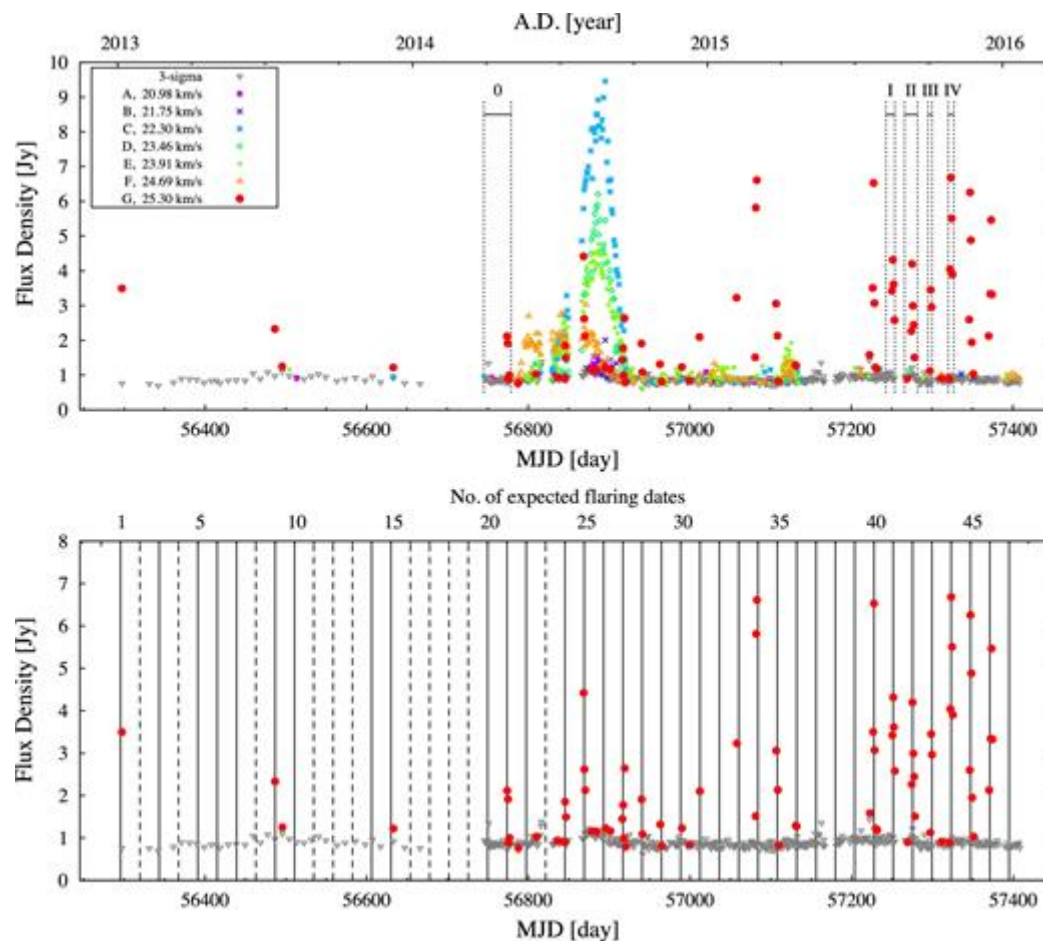 A.D. [year]
2013 2014 2015 2016
10
9
8
7
6
5
4
3
2
1
0
Flux Density [Jy]
3-sigma
A, 20.98 km/s
B, 21.75 km/s
C, 22.30 km/s
D, 23.46 km/s
E, 23.91 km/s
F, 24.69 km/s
G, 25.30 km/s
0 I II III IV
56400 56600 56800 57000 57200 57400
MJD [day]
No. of expected flaring dates
1 5 10 15 20 25 30 35 40 45
8
7
6
5
4
3
2
1
0
Flux Density [Jy]
56400 56600 56800 57000 57200 57400
MJD [day]